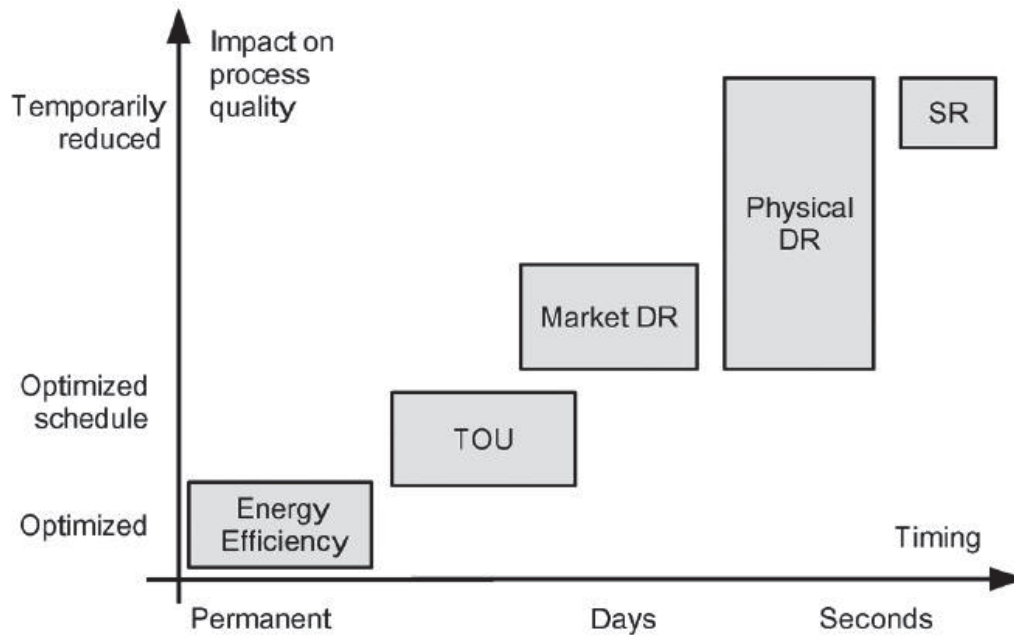 Impact on
process
quality
Temporarily
reduced
SR
Physical
DR
Market DR
Optimized
schedule
TOU
Energy
Efficiency
Optimized
Timing
Permanent
Days
Seconds